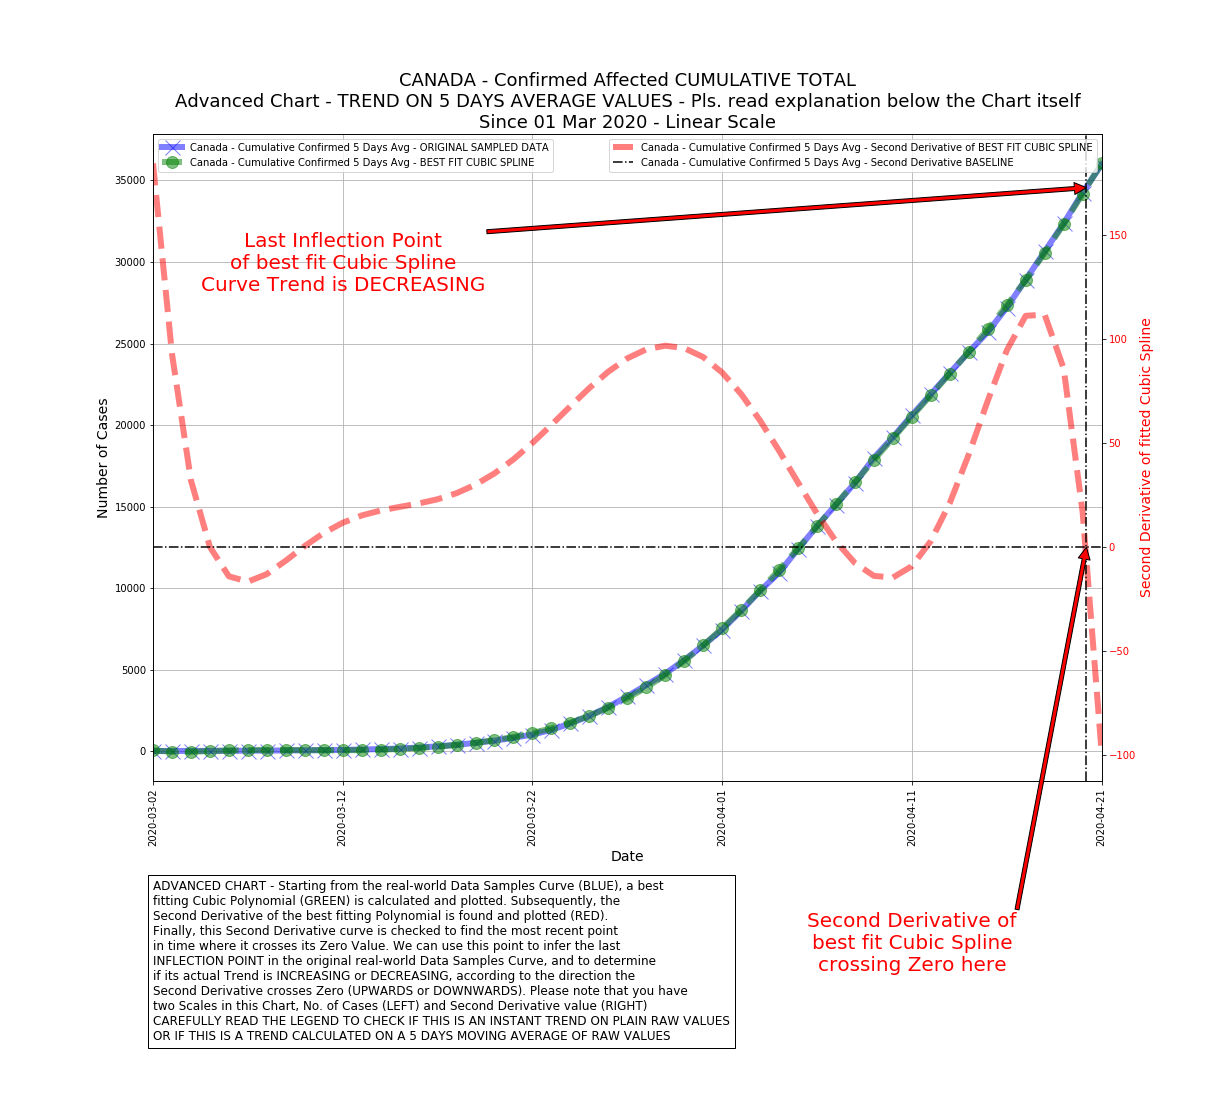 CANADA - Confirmed Affected CUMULATIVE TOTAL
Advanced Chart - TREND ON 5 DAYS AVERAGE VALUES - Pls. read explanation below the Chart itself
Since 01 Mar 2020 - Linear Scale
Canada - Cumulative Confirmed 5 Days Avg - ORIGINAL SAMPLED DATA
Canada - Cumulative Confirmed 5 Days Avg - BEST FIT CUBIC SPLINE
Canada - Cumulative Confirmed 5 Days Avg - Second Derivative of BEST FIT CUBIC SPLINE
Canada - Cumulative Confirmed 5 Days Avg - Second Derivative BASELINE
Last Inflection Point
of best fit Cubic Spline
Curve Trend is DECREASING
Number of Cases
35000
30000
25000
20000
15000
10000
5000
0
150
100
50
0
−50
−100
Second Derivative of fitted Cubic Spline
2020-03-02
2020-03-12
2020-03-22
2020-04-01
2020-04-11
2020-04-21
Date
ADVANCED CHART - Starting from the real-world Data Samples Curve (BLUE), a best
fitting Cubic Polynomial (GREEN) is calculated and plotted. Subsequently, the
Second Derivative of the best fitting Polynomial is found and plotted (RED).
Finally, this Second Derivative curve is checked to find the most recent point
in time where it crosses its Zero Value. We can use this point to infer the last
INFLECTION POINT in the original real-world Data Samples Curve, and to determine
if its actual Trend is INCREASING or DECREASING, according to the direction the
Second Derivative crosses Zero (UPWARDS or DOWNWARDS). Please note that you have
two Scales in this Chart, No. of Cases (LEFT) and Second Derivative value (RIGHT)
CAREFULLY READ THE LEGEND TO CHECK IF THIS IS AN INSTANT TREND ON PLAIN RAW VALUES
OR IF THIS IS A TREND CALCULATED ON A 5 DAYS MOVING AVERAGE OF RAW VALUES
Second Derivative of
best fit Cubic Spline
crossing Zero here